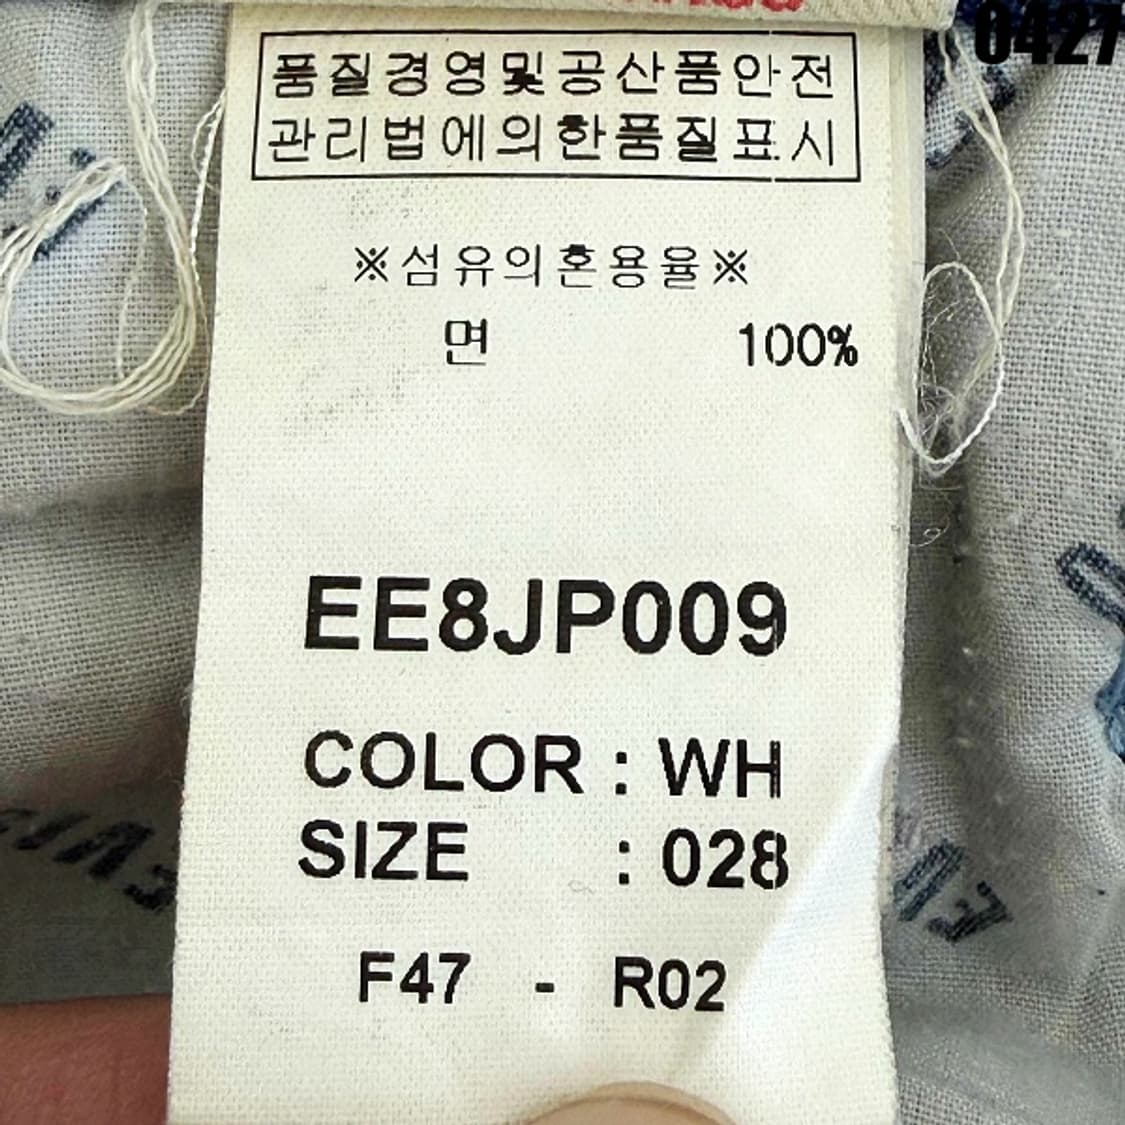 0427
품질경영및공산품안전
관리법에의한품질표시
※섬유의혼용율※
면 100%
EE8JP009
COLOR : WH
SIZE : 028
F47 - R02